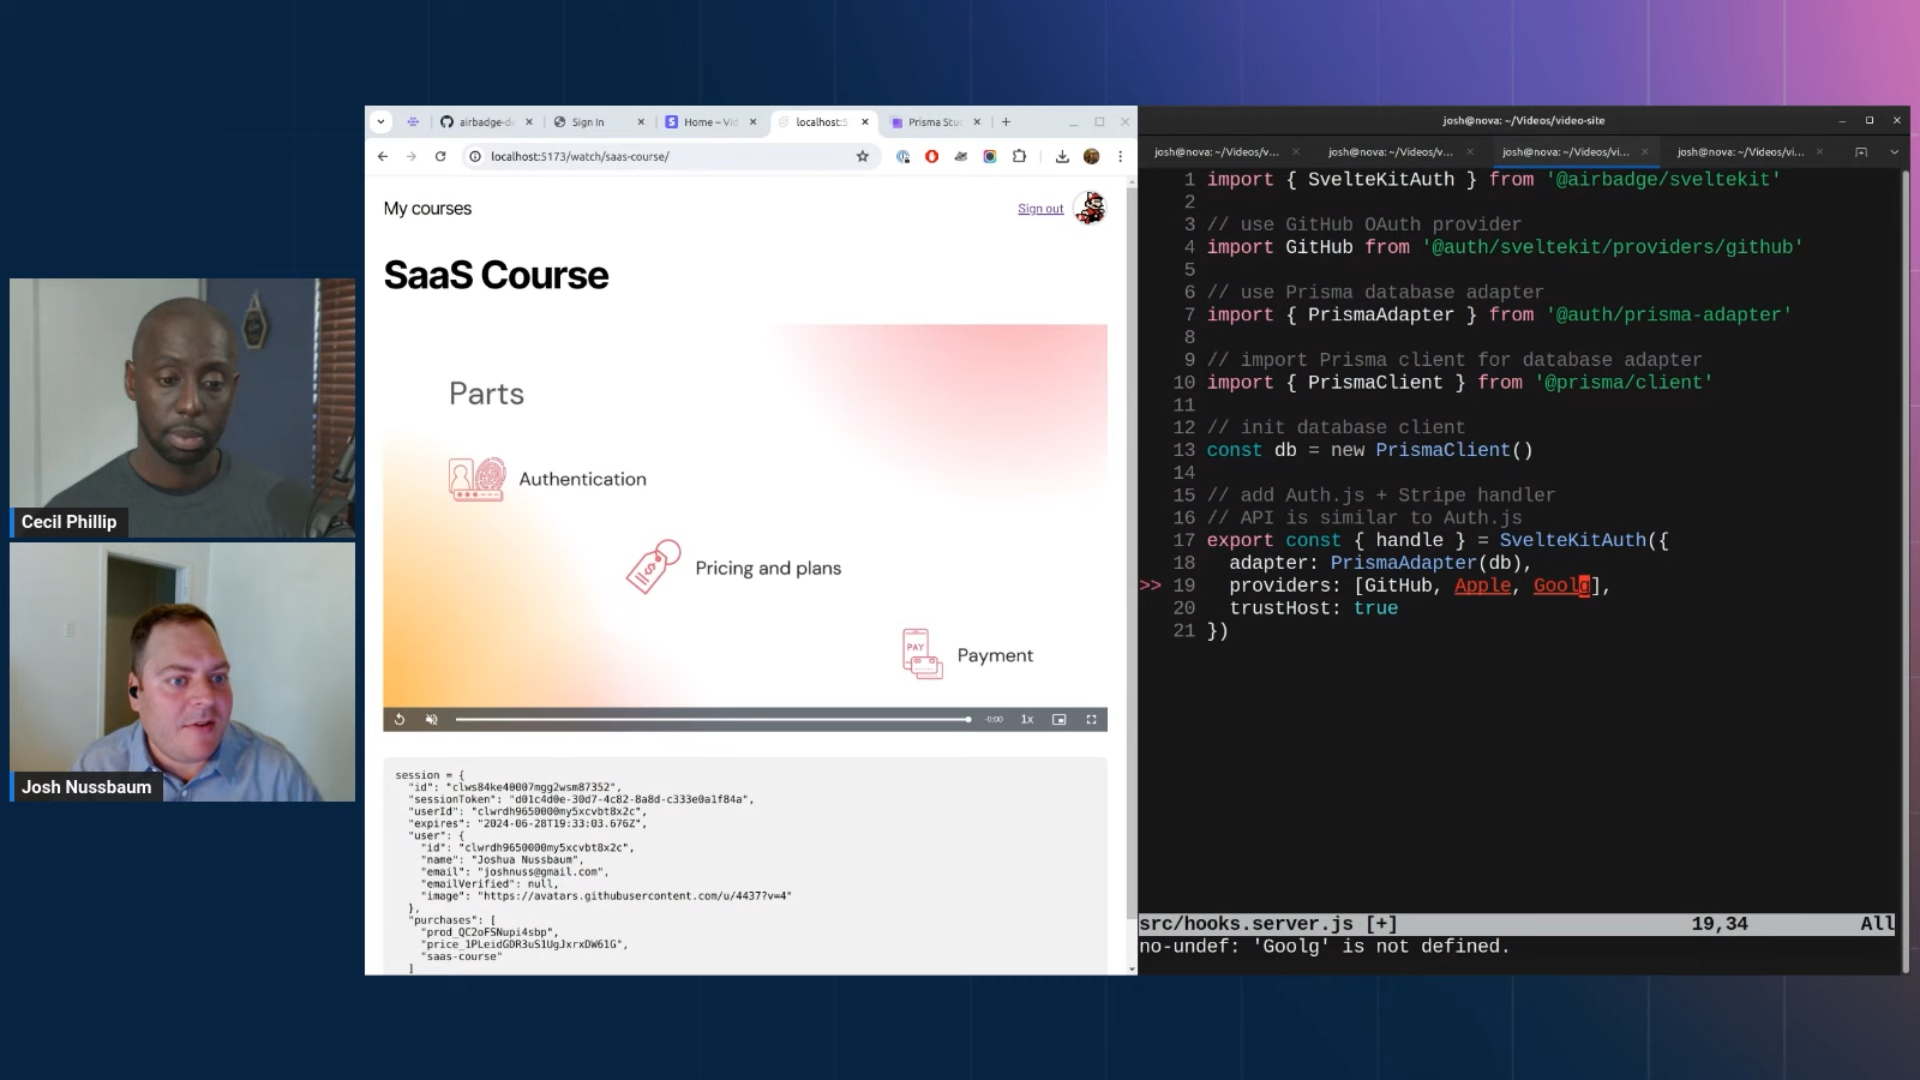 Cecil Phillip
Josh Nussbaum
airbadge-d
Sign In
Home – Vid
localhost:5
Prisma Stud
localhost:5173/watch/saas-course/
My courses
Sign out
SaaS Course
Parts
Authentication
Pricing and plans
PAY
Payment
-0:00
1x
session = {
"id": "clws84ke40007mgg2wsm87352",
"sessionToken": "d01c4d0e-30d7-4c82-8a8d-c333e0a1f84a",
"userId": "clwrdh9650000my5xcvbt8x2c",
"expires": "2024-06-28T19:33:03.676Z",
"user": {
"id": "clwrdh9650000my5xcvbt8x2c",
"name": "Joshua Nussbaum",
"email": "joshnuss@gmail.com",
"emailVerified": null,
"image": "https://avatars.githubusercontent.com/u/4437?v=4"
},
"purchases": [
"prod_QC2oFSNupi4sbp",
"price_1PLeidGDR3uS1UgJxrxDW61G",
"saas-course"
]
josh@nova: ~/Videos/video-site
josh@nova: ~/Videos/v...
josh@nova: ~/Videos/v...
josh@nova: ~/Videos/vi...
josh@nova: ~/Videos/vi...
1 import { SvelteKitAuth } from '@airbadge/sveltekit'
2
3 // use GitHub OAuth provider
4 import GitHub from '@auth/sveltekit/providers/github'
5
6 // use Prisma database adapter
7 import { PrismaAdapter } from '@auth/prisma-adapter'
8
9 // import Prisma client for database adapter
10 import { PrismaClient } from '@prisma/client'
11
12 // init database client
13 const db = new PrismaClient()
14
15 // add Auth.js + Stripe handler
16 // API is similar to Auth.js
17 export const { handle } = SvelteKitAuth({
18 adapter: PrismaAdapter(db),
>> 19 providers: [GitHub, Apple, Goolg],
20 trustHost: true
21 })
src/hooks.server.js [+] 19,34 All
no-undef: 'Goolg' is not defined.